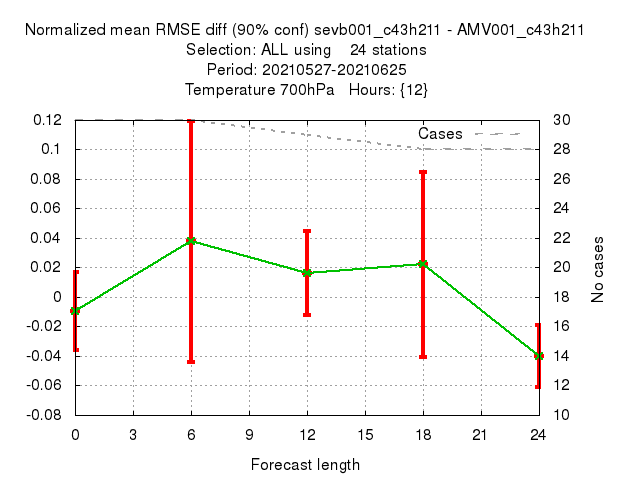 Normalized mean RMSE diff (90% conf) sevb001_c43h211 - AMV001_c43h211
Selection: ALL using    24 stations
Period: 20210527-20210625
Temperature 700hPa   Hours: {12}
Cases
0.12
0.1
0.08
0.06
0.04
0.02
0
-0.02
-0.04
-0.06
-0.08
30
28
26
24
22
20
18
16
14
12
10
No cases
0 3 6 9 12 15 18 21 24
Forecast length